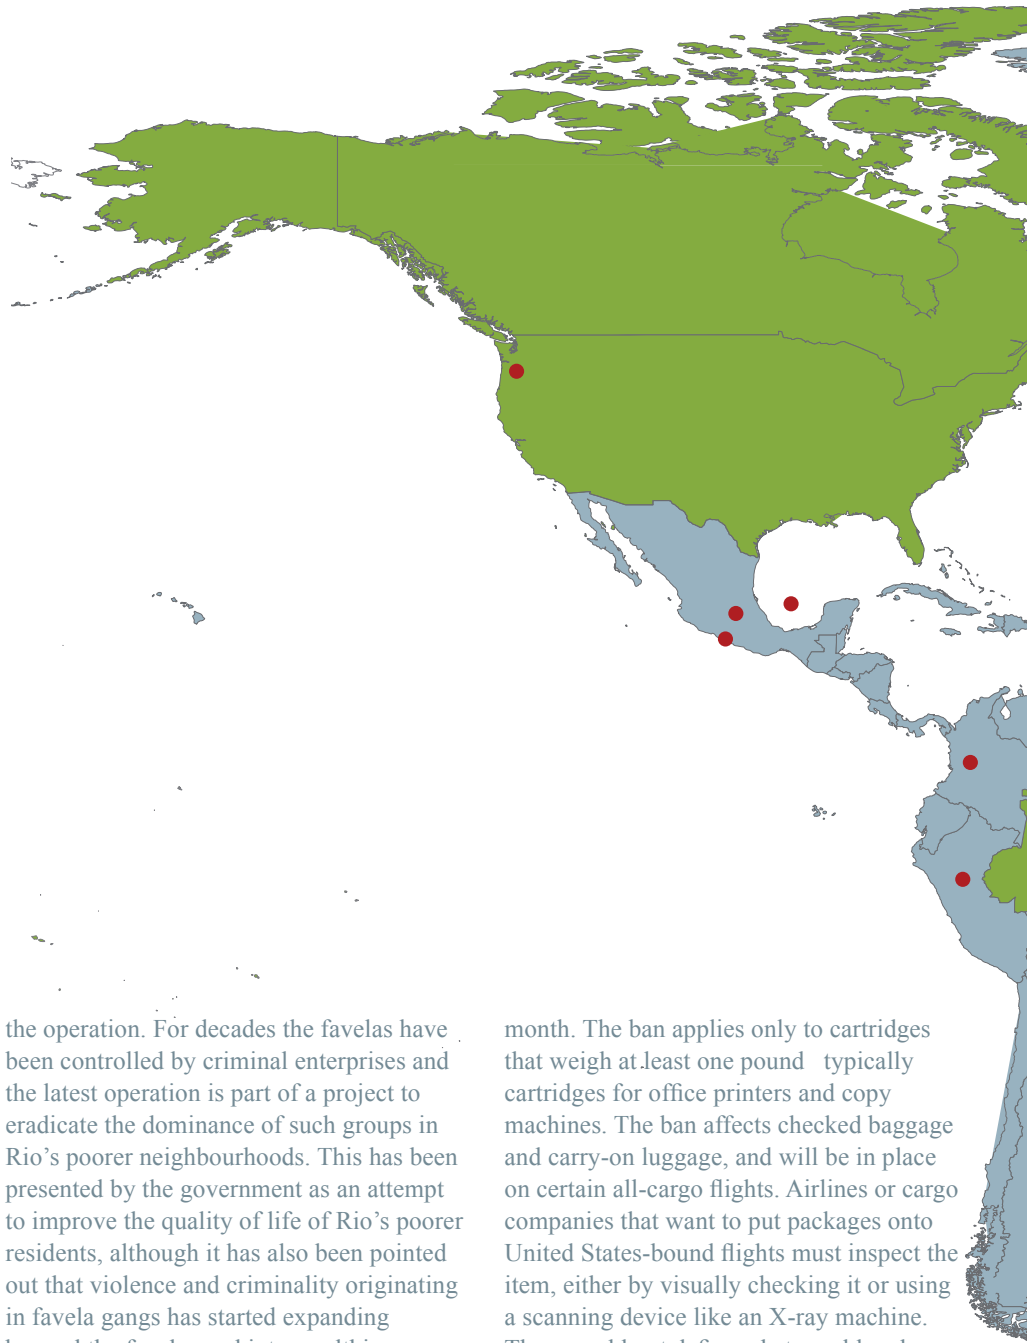 the operation. For decades the favelas have
been controlled by criminal enterprises and
the latest operation is part of a project to
eradicate the dominance of such groups in
Rio’s poorer neighbourhoods. This has been
presented by the government as an attempt
to improve the quality of life of Rio’s poorer
residents, although it has also been pointed
out that violence and criminality originating
in favela gangs has started expanding
month. The ban applies only to cartridges
that weigh at least one pound typically
cartridges for office printers and copy
machines. The ban affects checked baggage
and carry-on luggage, and will be in place
on certain all-cargo flights. Airlines or cargo
companies that want to put packages onto
United States-bound flights must inspect the
item, either by visually checking it or using
a scanning device like an X-ray machine.